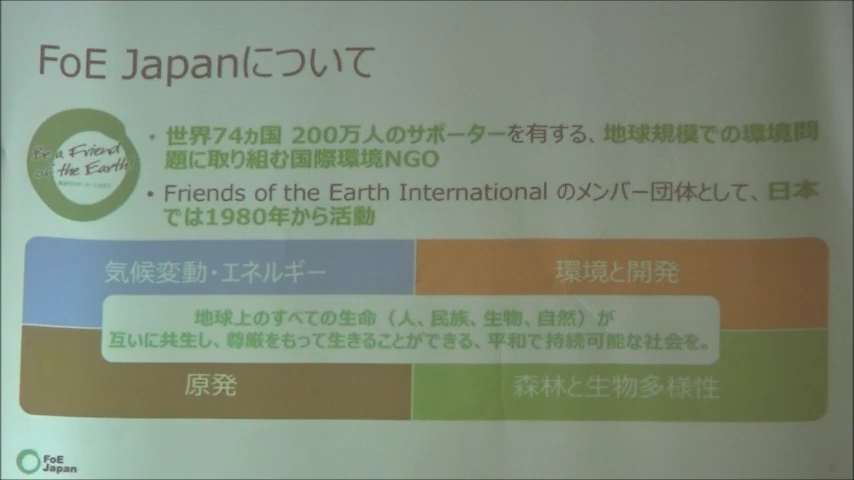 FoE Japanについて
Be a Friend
of the Earth
・世界74ヵ国 200万人のサポーターを有する、地球規模での環境問
題に取り組む国際環境NGO
・Friends of the Earth International のメンバー団体として、日本
では1980年から活動
気候変動・エネルギー
環境と開発
地球上のすべての生命（人、民族、生物、自然）が
互いに共生し、尊厳をもって生きることができる、平和で持続可能な社会を。
原発
森林と生物多様性
FoE
Japan